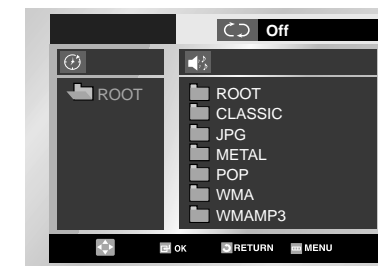 Off
ROOT
ROOT
CLASSIC
JPG
METAL
POP
WMA
WMAMP3
OK RETURN MENU